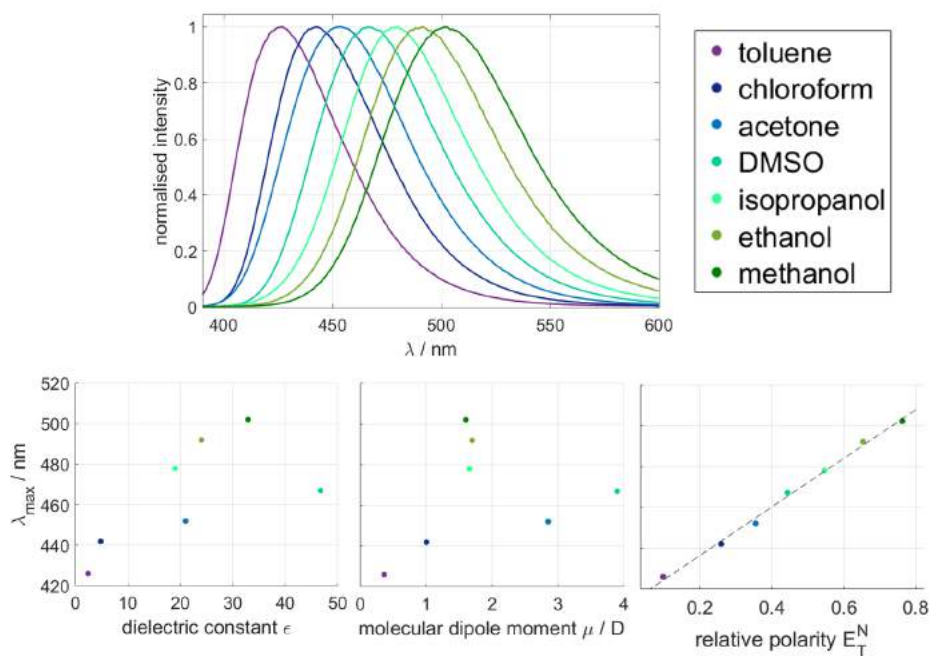 normalised intensity
1
0.8
0.6
0.4
0.2
0
400 450 500 550 600
λ / nm
toluene
chloroform
acetone
DMSO
isopropanol
ethanol
methanol
λmax / nm
520
500
480
460
440
420
0 10 20 30 40 50
dielectric constant ϵ
0 1 2 3 4
molecular dipole moment μ / D
0.2 0.4 0.6 0.8
relative polarity E_T^N